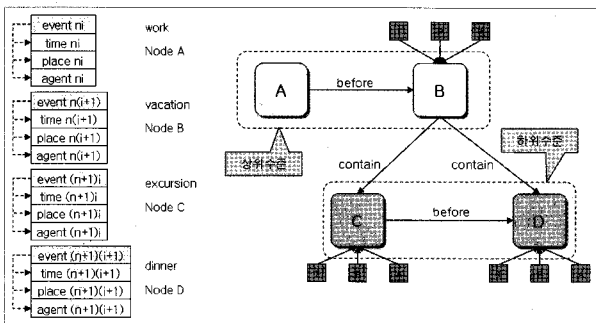 event ni
time ni
place ni
agent ni
work
Node A
event n(i+1)
time n(i+1)
place n(i+1)
agent n(i+1)
vacation
Node B
event (n+1)i
time (n+1)i
place (n+1)i
agent (n+1)i
excursion
Node C
event (n+1)(i+1)
time (n+1)(i+1)
place (n+1)(i+1)
agent (n+1)(i+1)
dinner
Node D
A
before
B
상위수준
하위수준
contain
contain
C
before
D